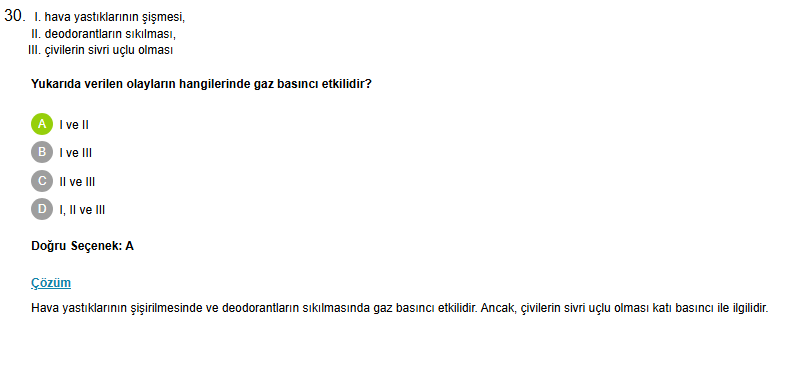 30. I. hava yastıklarının şişmesi,
II. deodorantların sıkılması,
III. çivilerin sivri uçlu olması
Yukarıda verilen olayların hangilerinde gaz basıncı etkilidir?
A I ve II
B I ve III
C II ve III
D I, II ve III
Doğru Seçenek: A
Çözüm
Hava yastıklarının şişirilmesinde ve deodorantların sıkılmasında gaz basıncı etkilidir. Ancak, çivilerin sivri uçlu olması katı basıncı ile ilgilidir.